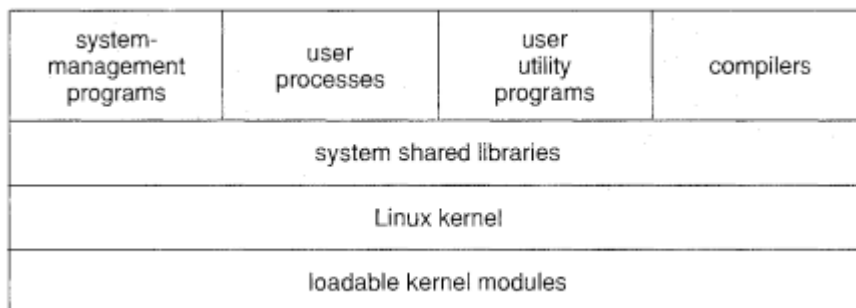 system-
management
programs
user
processes
user
utility
programs
compilers
system shared libraries
Linux kernel
loadable kernel modules